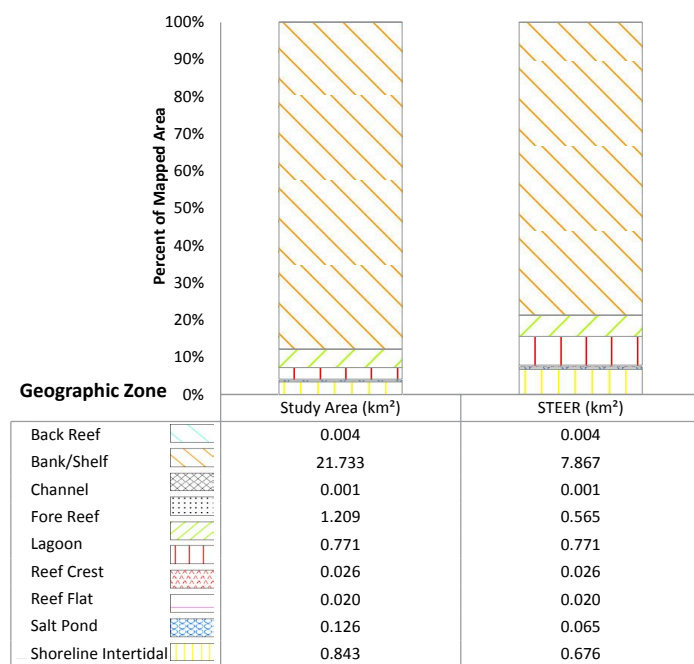 100%
90%
80%
70%
60%
50%
40%
30%
20%
10%
0%
Percent of Mapped Area
Geographic Zone
Study Area (km²) STEER (km²)
Back Reef 0.004 0.004
Bank/Shelf 21.733 7.867
Channel 0.001 0.001
Fore Reef 1.209 0.565
Lagoon 0.771 0.771
Reef Crest 0.026 0.026
Reef Flat 0.020 0.020
Salt Pond 0.126 0.065
Shoreline Intertidal 0.843 0.676